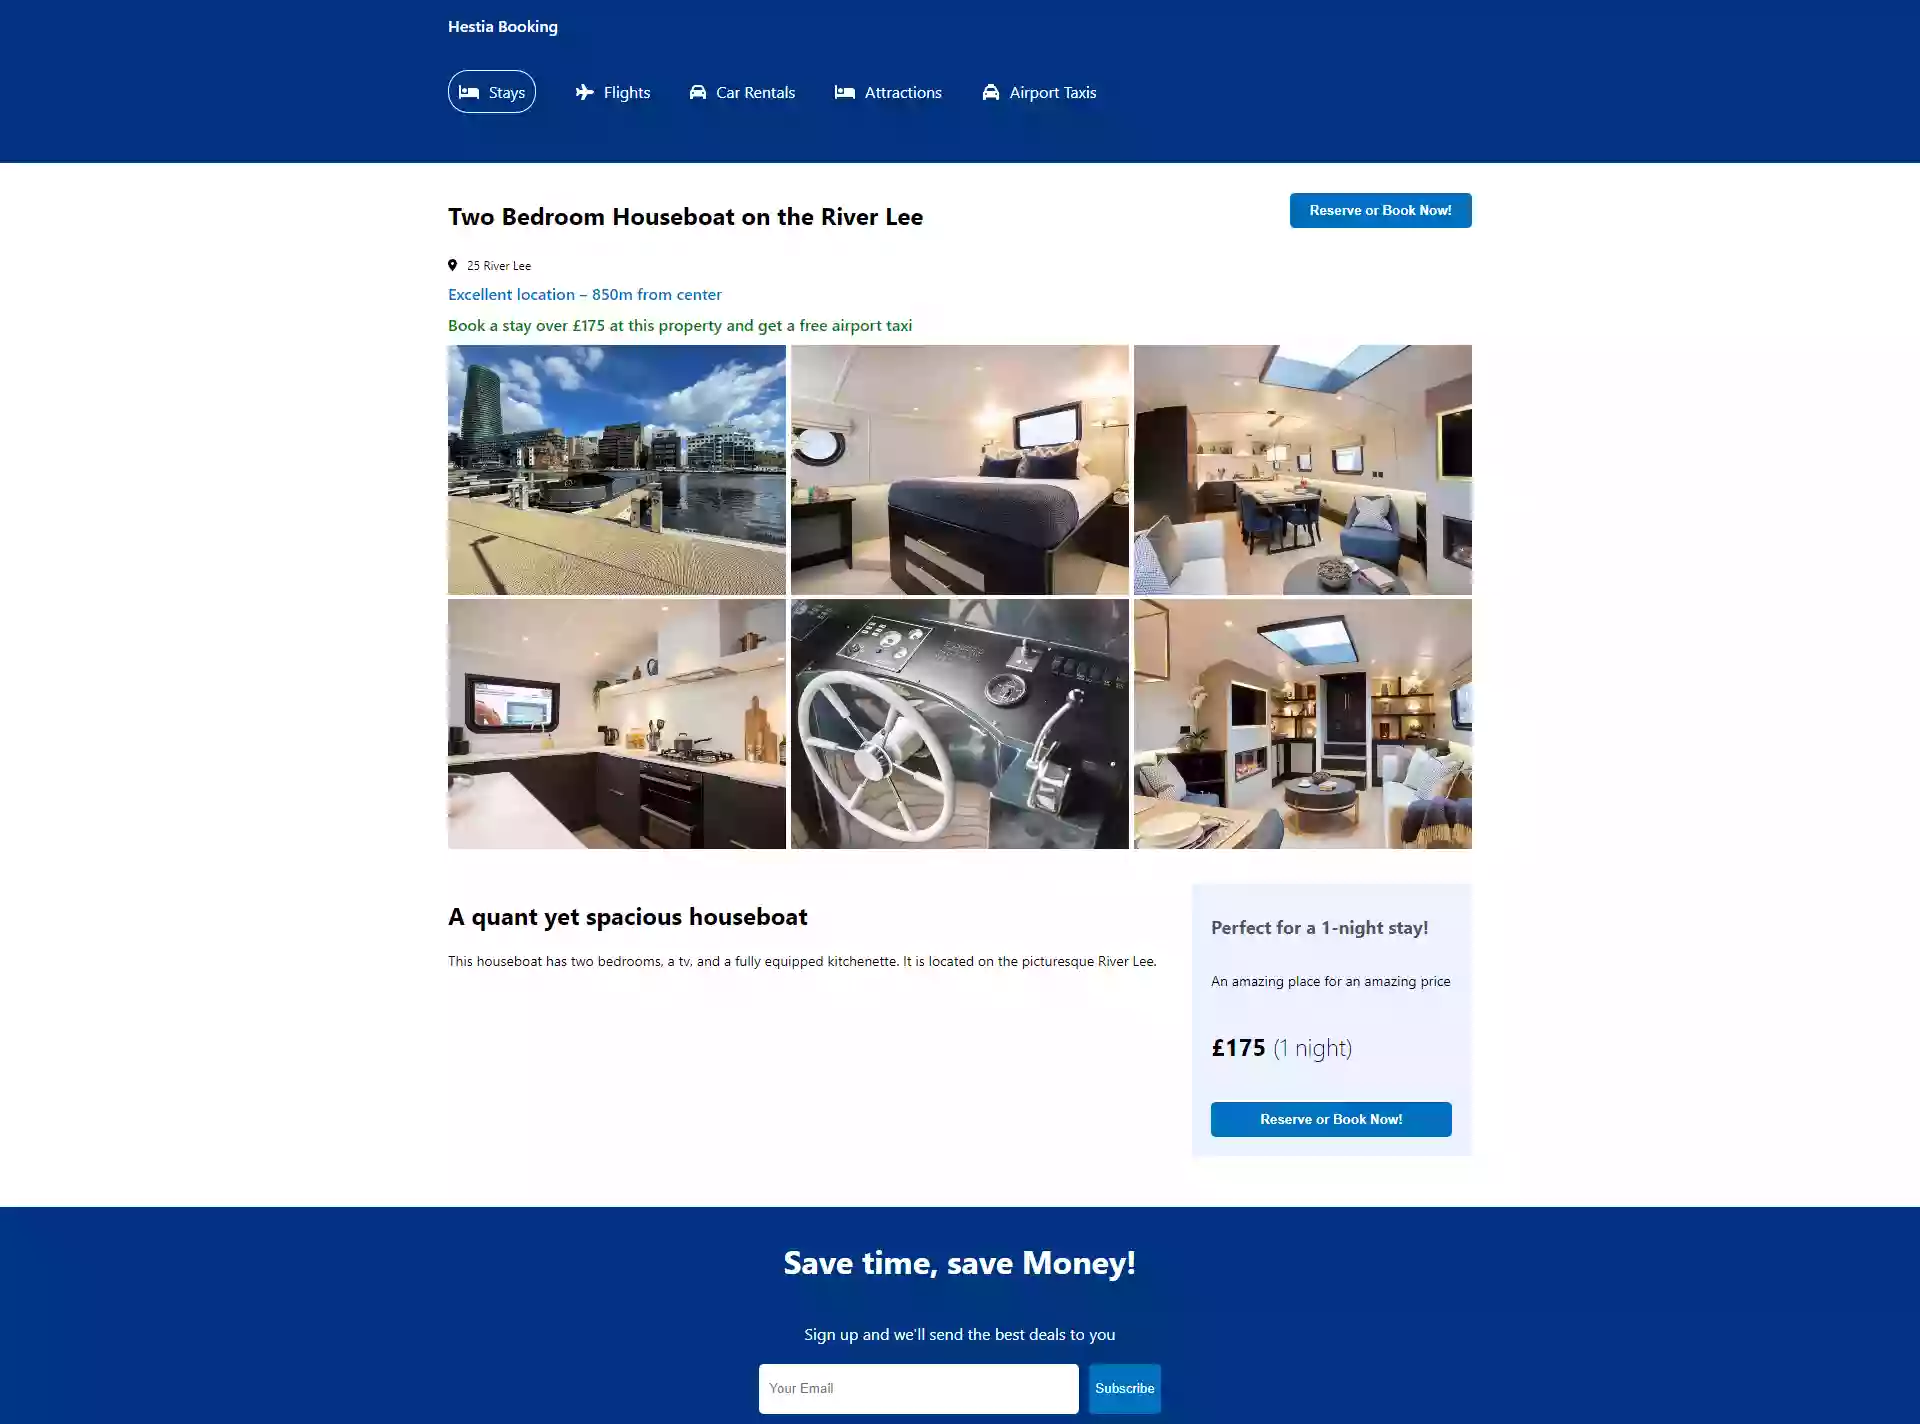 Hestia Booking
Stays
Flights
Car Rentals
Attractions
Airport Taxis
Two Bedroom Houseboat on the River Lee
Reserve or Book Now!
25 River Lee
Excellent location – 850m from center
Book a stay over £175 at this property and get a free airport taxi
A quant yet spacious houseboat
This houseboat has two bedrooms, a tv, and a fully equipped kitchenette. It is located on the picturesque River Lee.
Perfect for a 1-night stay!
An amazing place for an amazing price
£175 (1 night)
Reserve or Book Now!
Save time, save Money!
Sign up and we'll send the best deals to you
Your Email
Subscribe